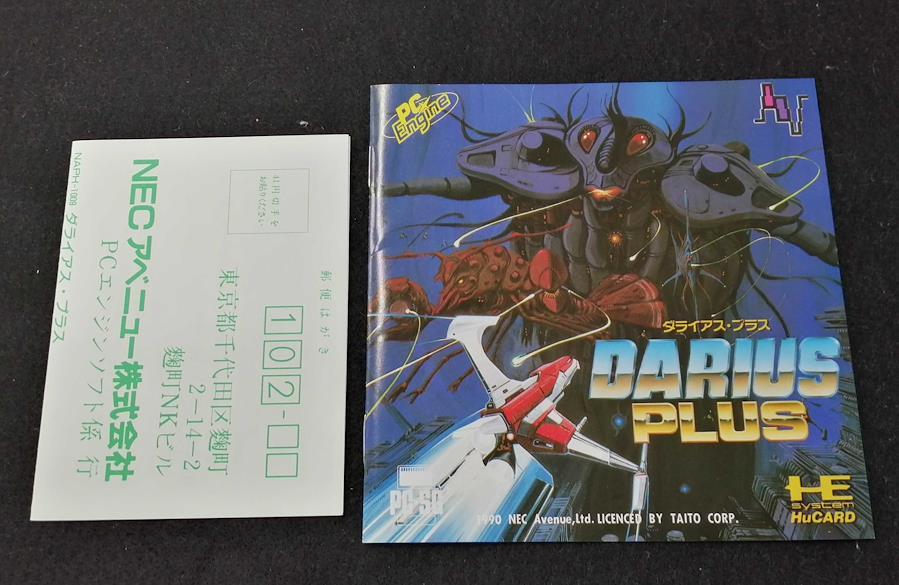 郵便はがき
102-
41円切手を
お貼りください
東京都千代田区麴町
2-14-2
麴町NKビル
NECアベニュー株式会社
PCエンジンソフト係 行
NAPH-1009 ダライアス・プラス
PC
Engine
ダライアス・プラス
DARIUS
PLUS
PC-SG
1990 NEC Avenue,Ltd. LICENCED BY TAITO CORP.
HE
system
HuCARD